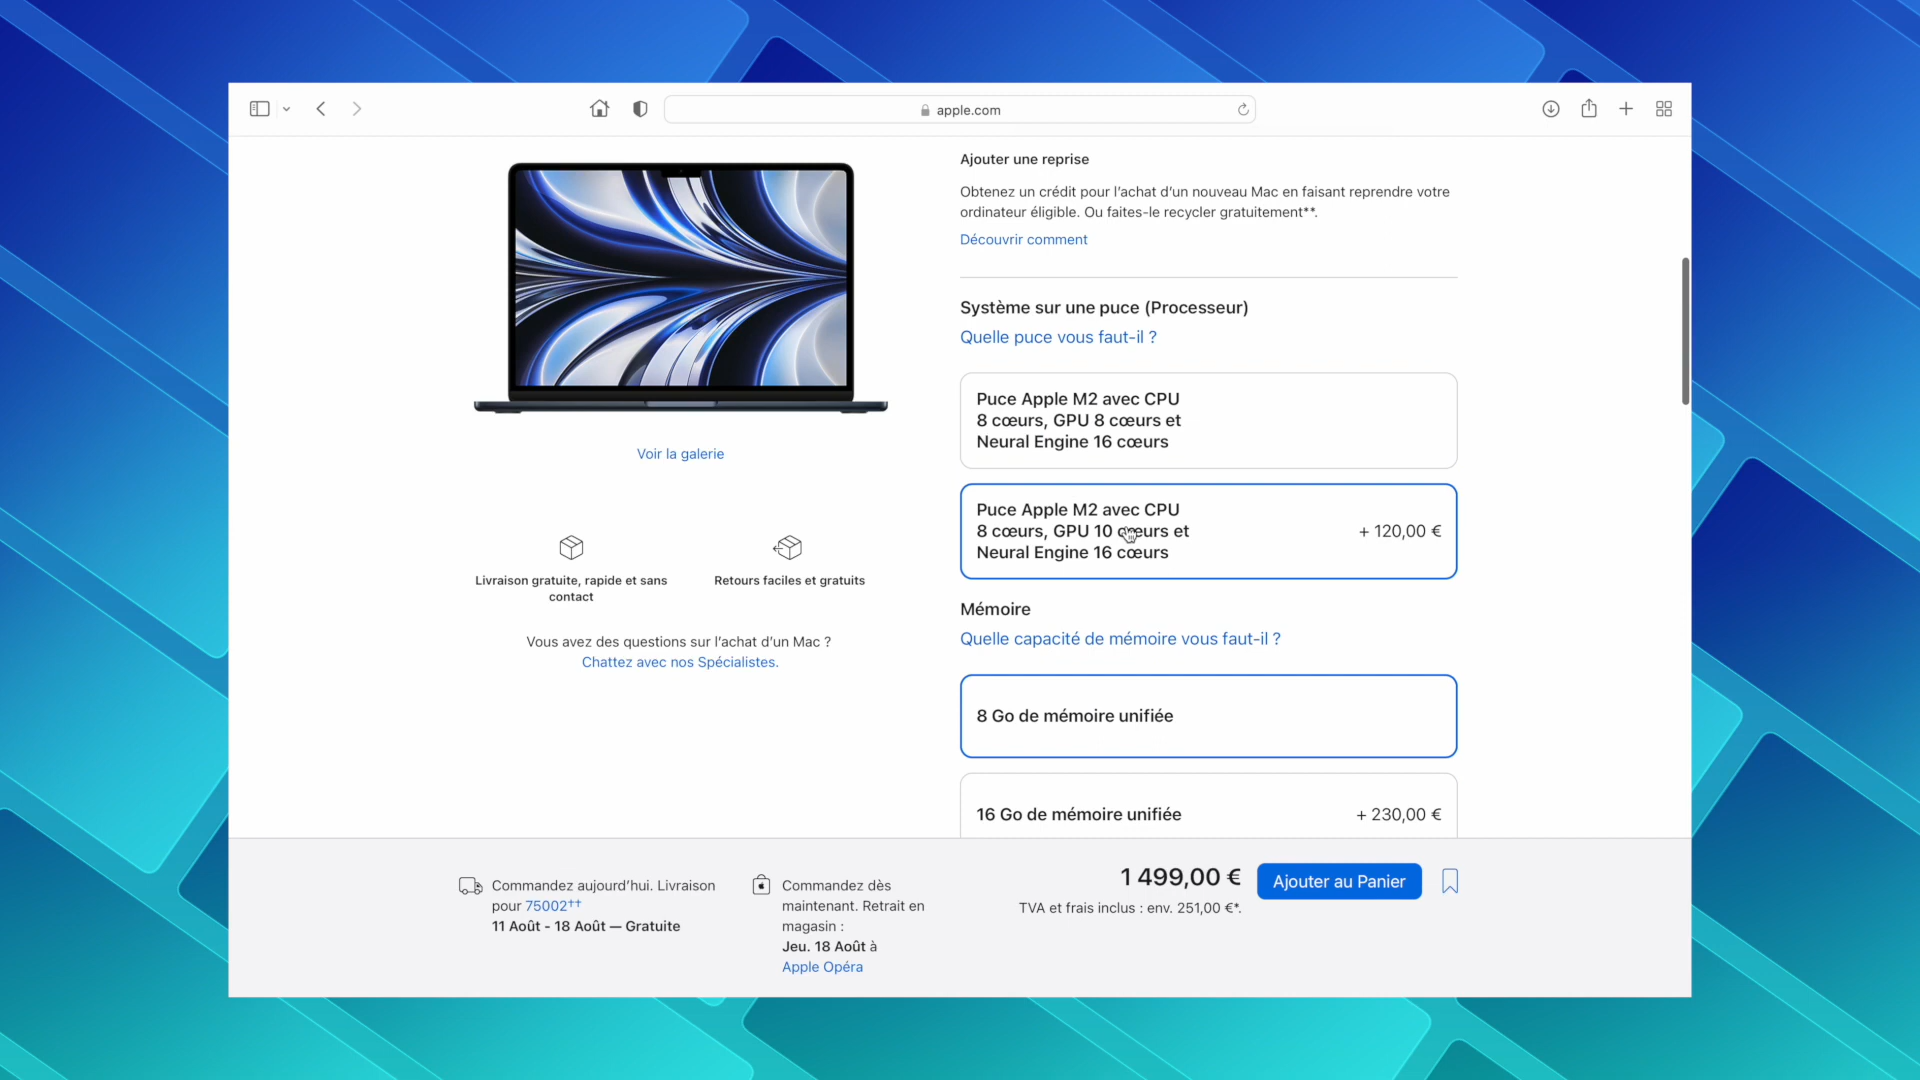 apple.com
Ajouter une reprise
Obtenez un crédit pour l'achat d'un nouveau Mac en faisant reprendre votre
ordinateur éligible. Ou faites-le recycler gratuitement**.
Découvrir comment
Système sur une puce (Processeur)
Quelle puce vous faut-il ?
Puce Apple M2 avec CPU
8 cœurs, GPU 8 cœurs et
Neural Engine 16 cœurs
Puce Apple M2 avec CPU
8 cœurs, GPU 10 cœurs et
Neural Engine 16 cœurs
+ 120,00 €
Mémoire
Quelle capacité de mémoire vous faut-il ?
8 Go de mémoire unifiée
16 Go de mémoire unifiée
+ 230,00 €
Voir la galerie
Livraison gratuite, rapide et sans
contact
Retours faciles et gratuits
Vous avez des questions sur l'achat d'un Mac ?
Chattez avec nos Spécialistes.
Commandez aujourd'hui. Livraison
pour 75002††
11 Août - 18 Août — Gratuite
Commandez dès
maintenant. Retrait en
magasin :
Jeu. 18 Août à
Apple Opéra
1 499,00 €
TVA et frais inclus : env. 251,00 €*.
Ajouter au Panier